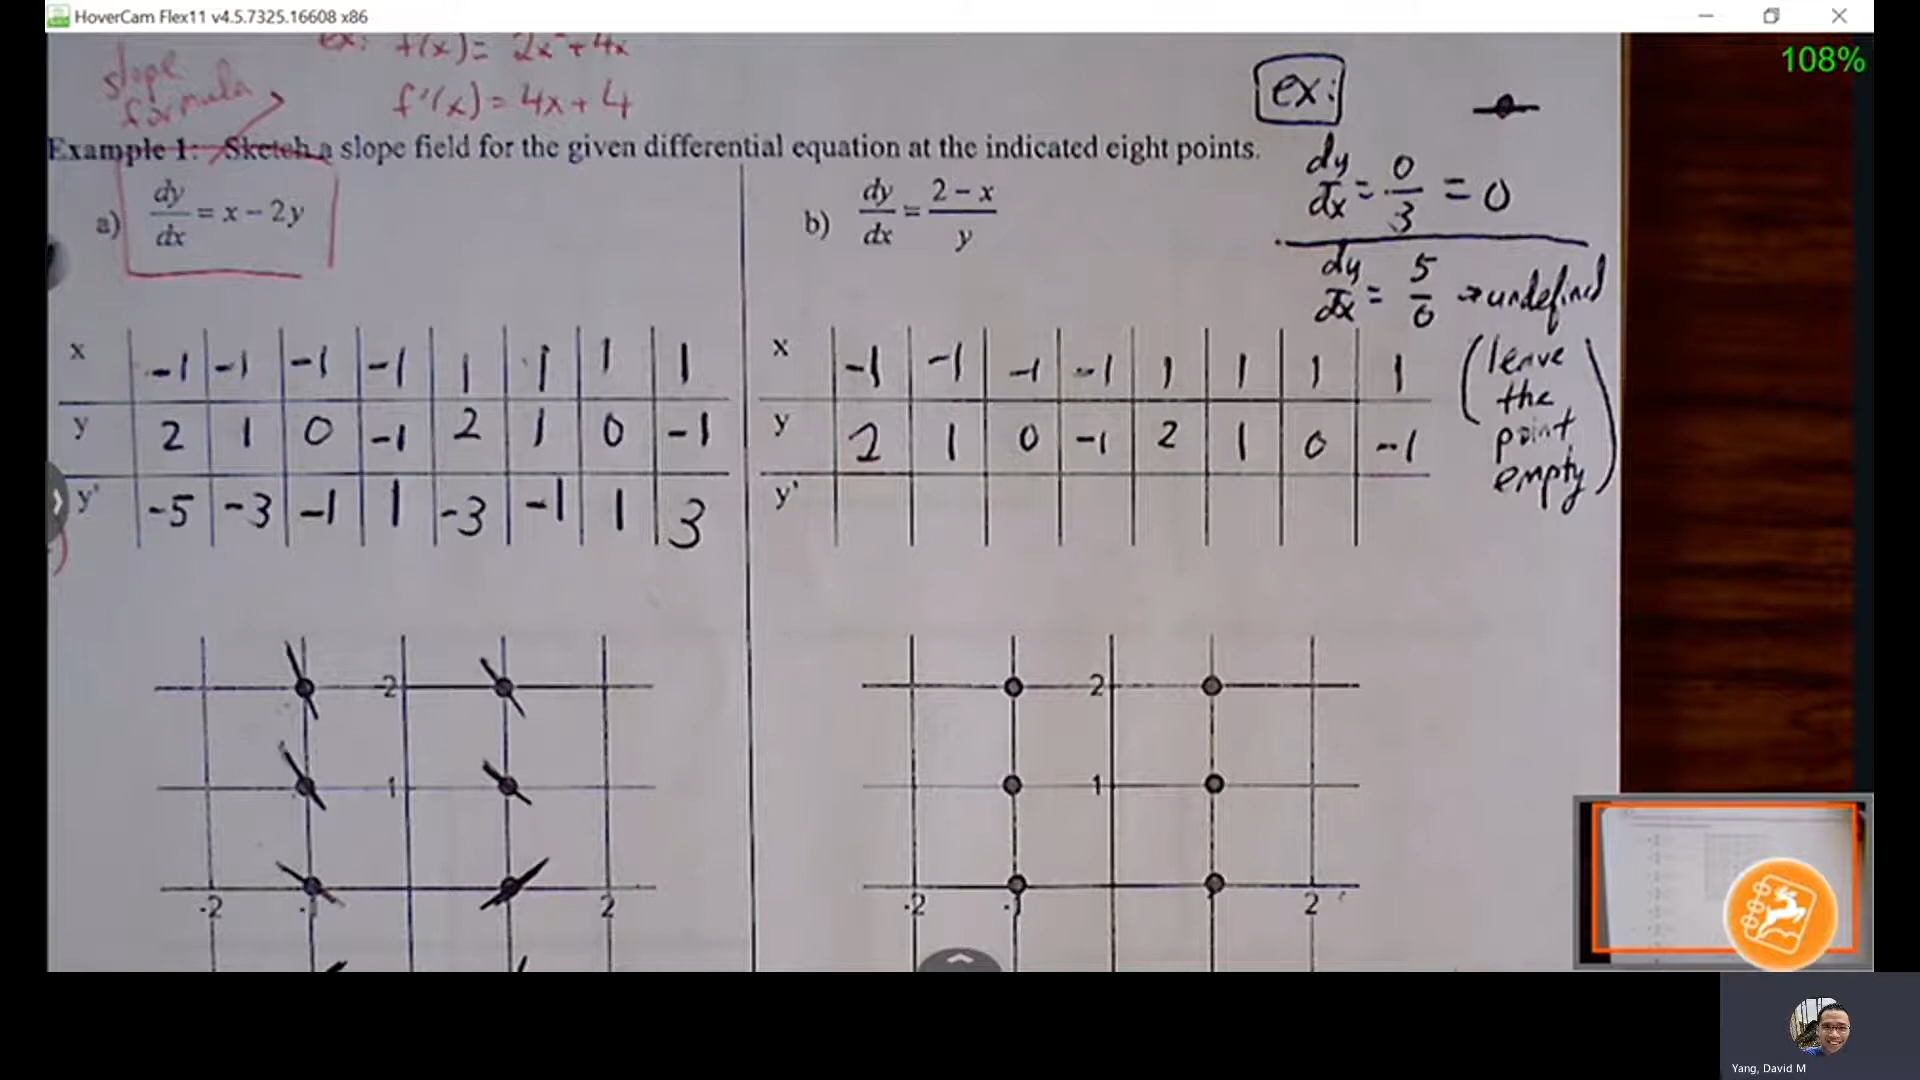 HoverCam Flex11 v4.5.7325.16608 x86
108%
slope
formula
ex: f(x) = 2x² + 4x
f'(x) = 4x + 4
Example 1: Sketch a slope field for the given differential equation at the indicated eight points.
a) dy/dx = x - 2y
x -1 -1 -1 -1 1 1 1 1
y 2 1 0 -1 2 1 0 -1
y' -5 -3 -1 1 -3 -1 1 3
2
1
-2 -1 2
b) dy/dx = (2 - x)/y
x -1 -1 -1 -1 1 1 1 1
y 2 1 0 -1 2 1 0 -1
y'
2
1
-2 -1 2
ex:
dy/dx = 0/3 = 0
dy/dx = 5/0 → undefined
(leave
the
point
empty)
Yang, David M